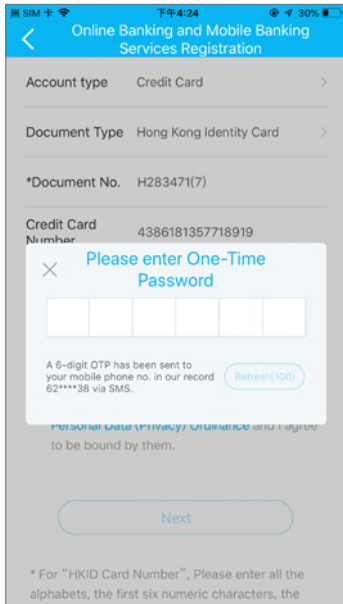 無 SIM 卡 下午4:24 30%
Online Banking and Mobile Banking
Services Registration
Account type Credit Card
Document Type Hong Kong Identity Card
*Document No. H283471(7)
Credit Card
Number 4386181357718919
Please enter One-Time
Password
A 6-digit OTP has been sent to
your mobile phone no. in our record
62****38 via SMS.
Refresh(100)
Personal Data (Privacy) Ordinance and I agree
to be bound by them.
Next
* For "HKID Card Number", Please enter all the
alphabets, the first six numeric characters, the